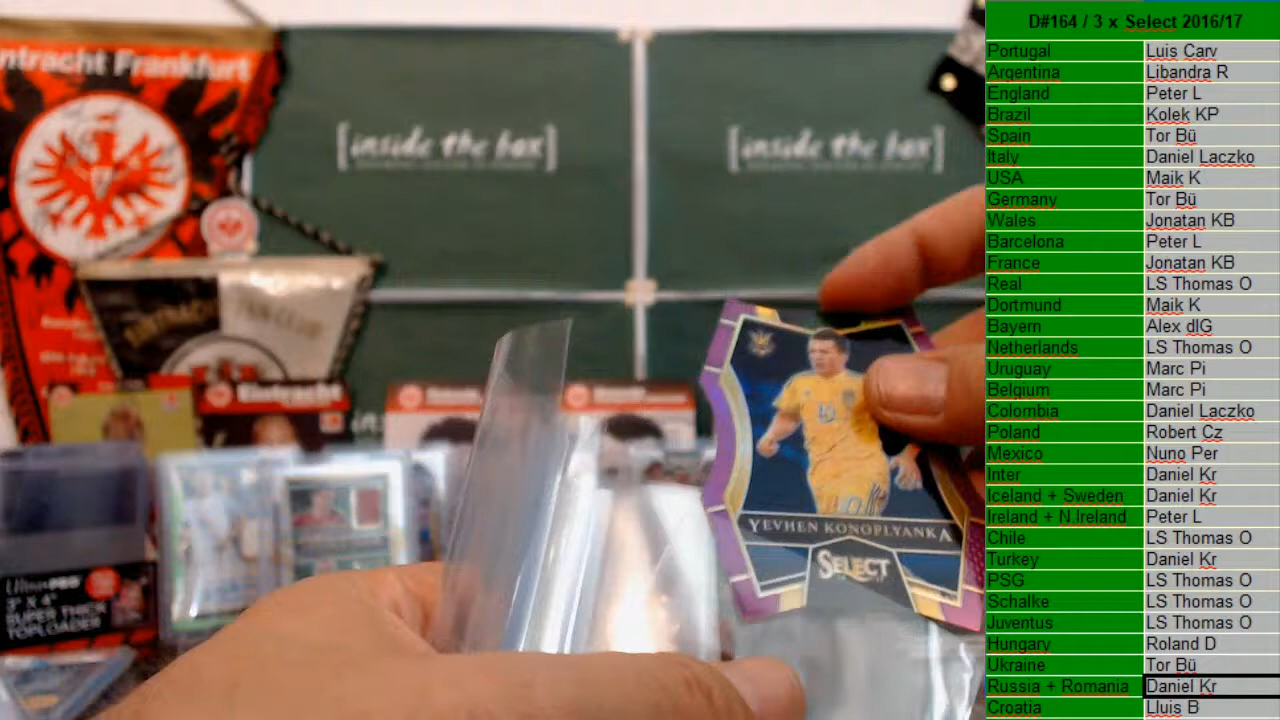 ntracht Frankfurt
[inside the box]
[inside the box]
Ultra PRO
3" X 4"
SUPER THICK
TOPLOADER
10
YEVHEN KONOPLYANKA
SELECT
D#164 / 3 x Select 2016/17
Portugal Luis Carv
Argentina Libandra R
England Peter L
Brazil Kolek KP
Spain Tor Bü
Italy Daniel Laczko
USA Maik K
Germany Tor Bü
Wales Jonatan KB
Barcelona Peter L
France Jonatan KB
Real LS Thomas O
Dortmund Maik K
Bayern Alex dlG
Netherlands LS Thomas O
Uruguay Marc Pi
Belgium Marc Pi
Colombia Daniel Laczko
Poland Robert Cz
Mexico Nuno Per
Inter Daniel Kr
Iceland + Sweden Daniel Kr
Ireland + N.Ireland Peter L
Chile LS Thomas O
Turkey Daniel Kr
PSG LS Thomas O
Schalke LS Thomas O
Juventus LS Thomas O
Hungary Roland D
Ukraine Tor Bü
Russia + Romania Daniel Kr
Croatia Lluis B